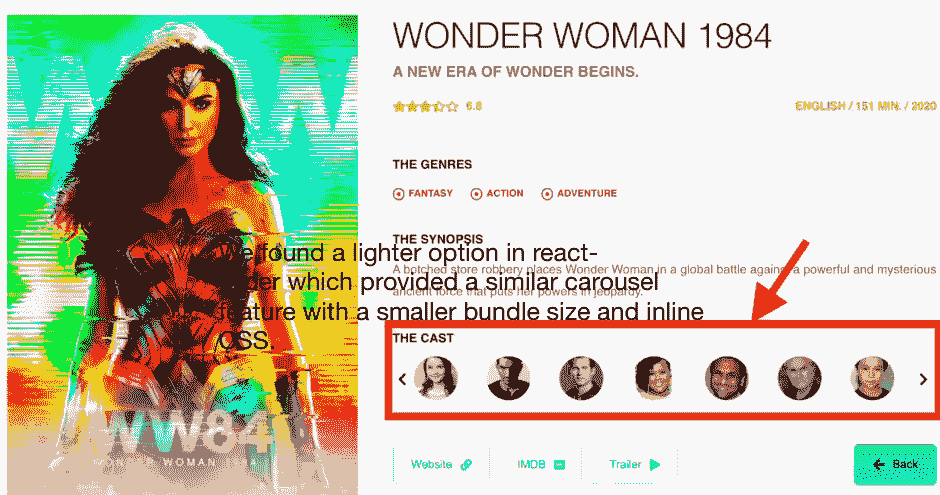 WONDER WOMAN 1984
A NEW ERA OF WONDER BEGINS.
6.8
ENGLISH / 151 MIN. / 2020
THE GENRES
FANTASY
ACTION
ADVENTURE
THE SYNOPSIS
found a lighter option in react-
A botched store robbery places Wonder Woman in a global battle against a powerful and mysterious
which provided a similar carousel
ancient force that puts her powers in jeopardy.
feature with a smaller bundle size and inline
CSS.
THE CAST
WW84
WONDER WOMAN
Website
IMDB
Trailer
Back